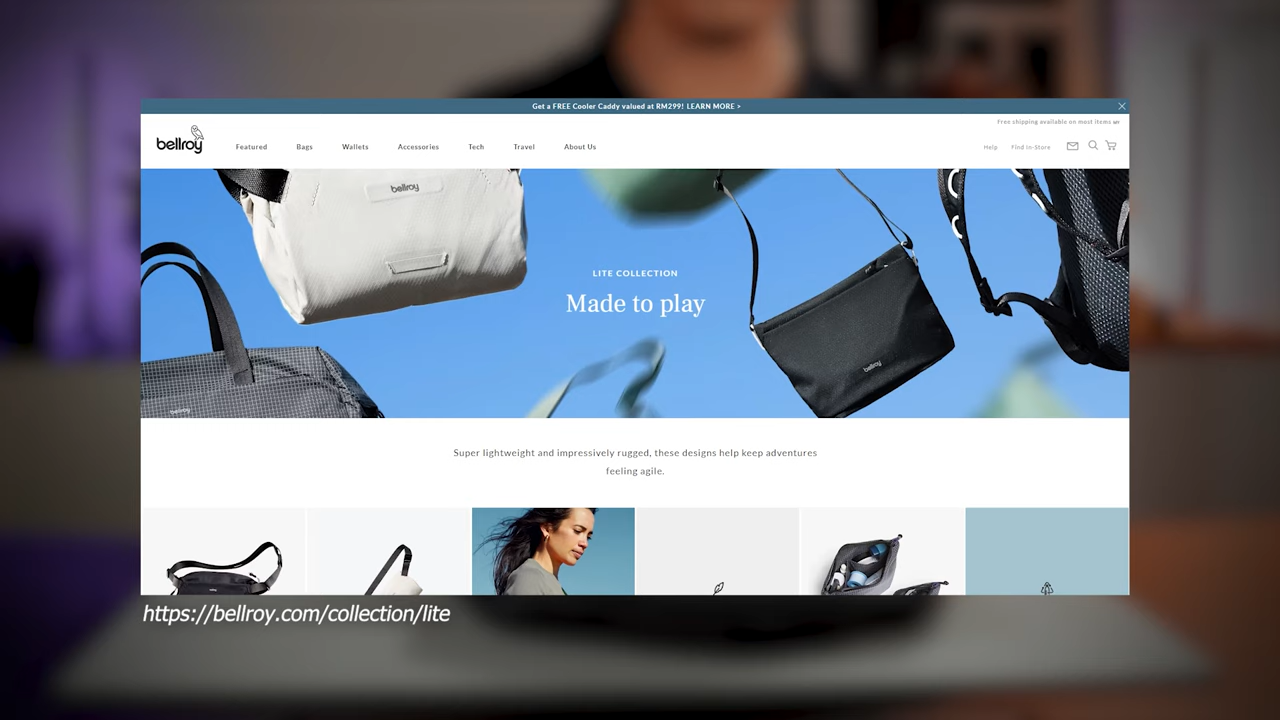 Get a FREE Cooler Caddy valued at RM299! LEARN MORE >
Free shipping available on most items
bellroy
Featured
Bags
Wallets
Accessories
Tech
Travel
About Us
Help
Find In-Store
bellroy
LITE COLLECTION
Made to play
bellroy
bellroy
Super lightweight and impressively rugged, these designs help keep adventures
feeling agile.
https://bellroy.com/collection/lite